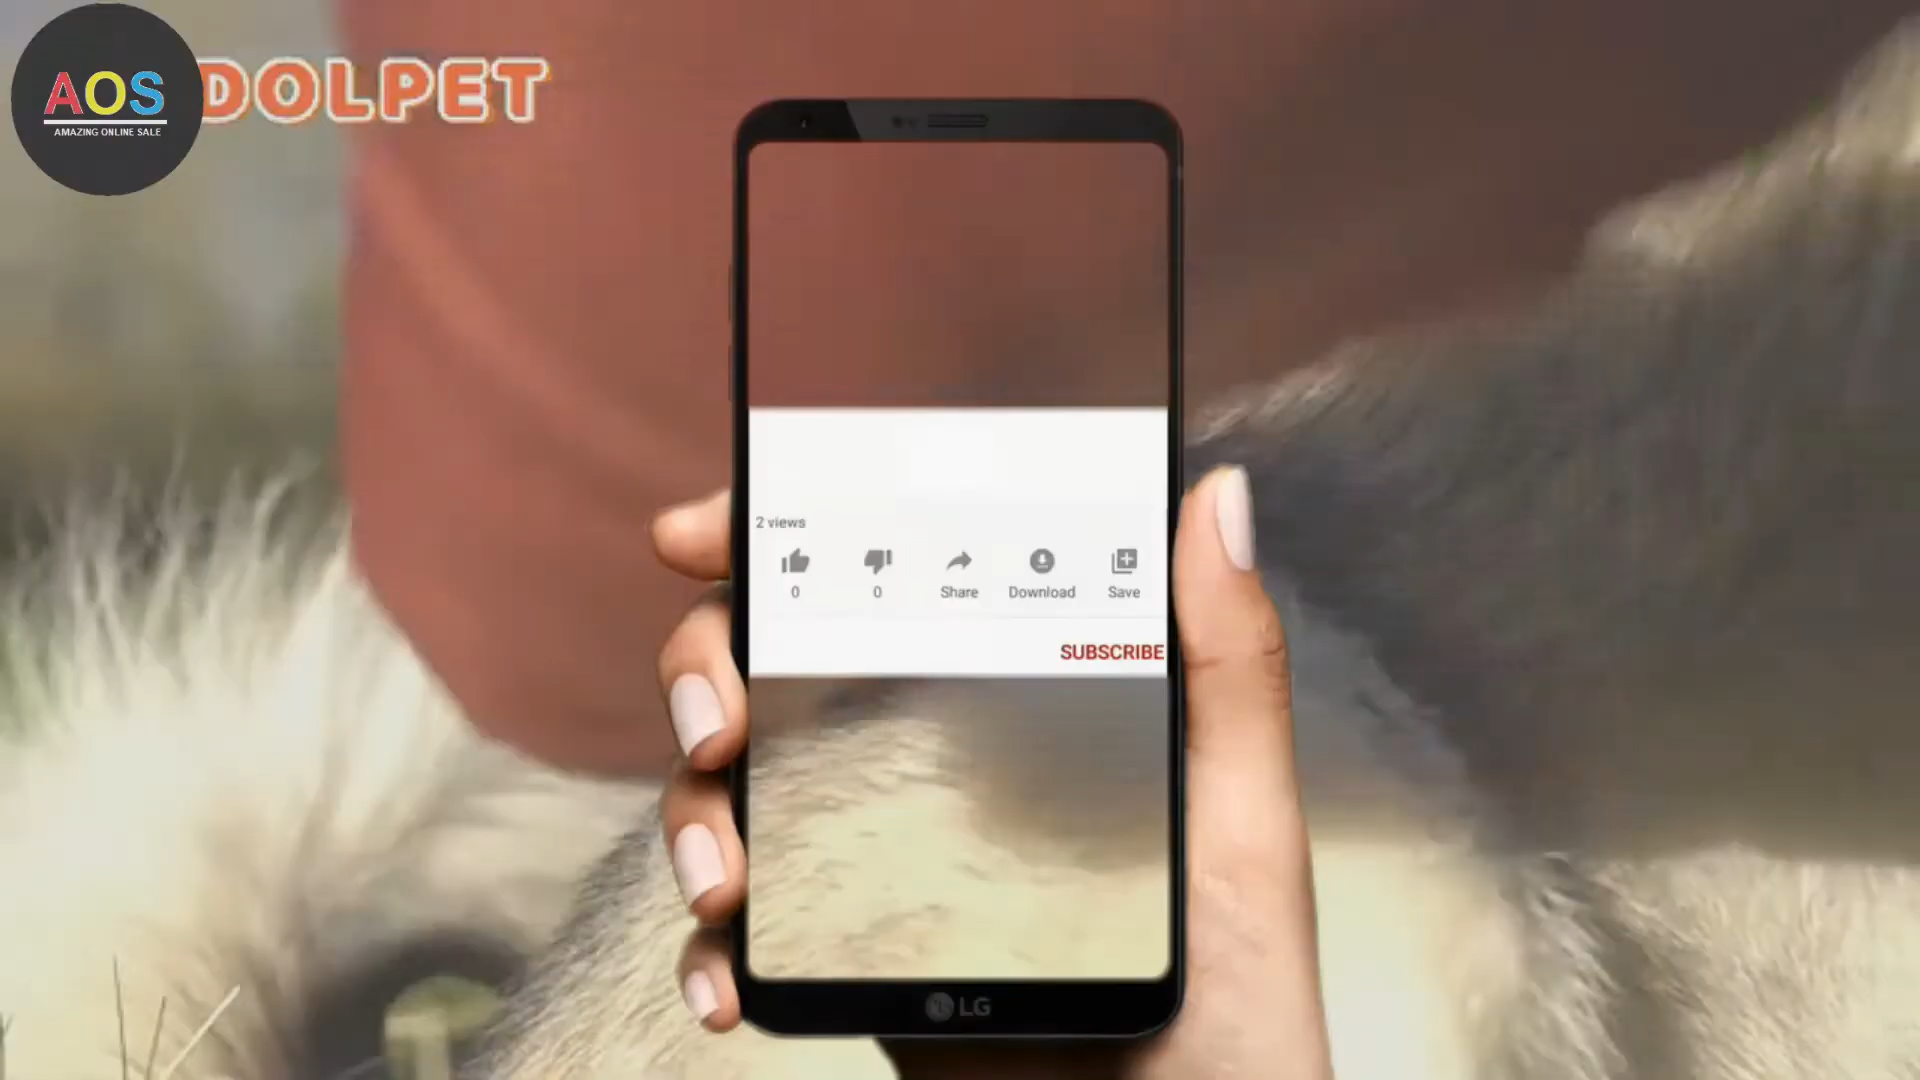 AOS
AMAZING ONLINE SALE
DOLPET
2 views
0
0
Share
Download
Save
SUBSCRIBE
LG